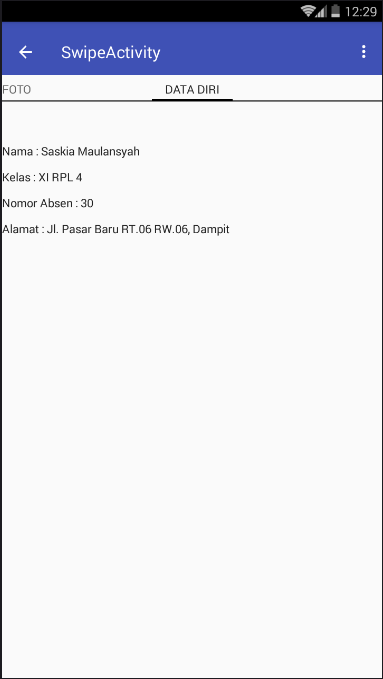 12:29
SwipeActivity
FOTO DATA DIRI
Nama : Saskia Maulansyah
Kelas : XI RPL 4
Nomor Absen : 30
Alamat : Jl. Pasar Baru RT.06 RW.06, Dampit